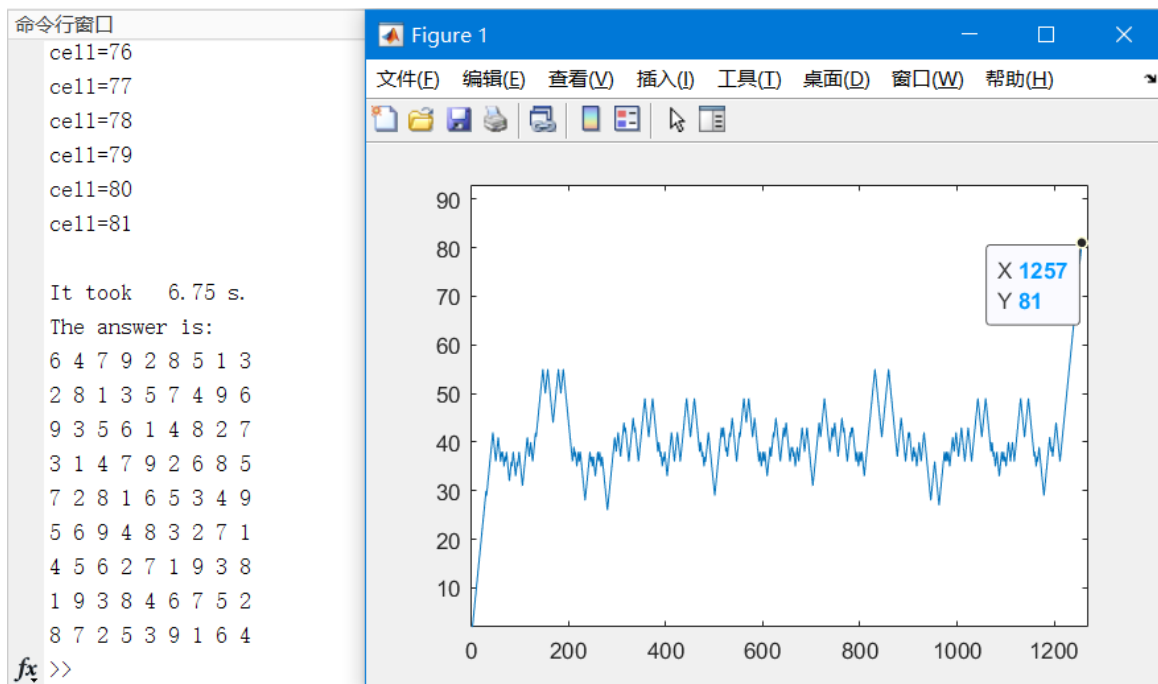 命令行窗口
cell=76
cell=77
cell=78
cell=79
cell=80
cell=81
It took 6.75 s.
The answer is:
6 4 7 9 2 8 5 1 3
2 8 1 3 5 7 4 9 6
9 3 5 6 1 4 8 2 7
3 1 4 7 9 2 6 8 5
7 2 8 1 6 5 3 4 9
5 6 9 4 8 3 2 7 1
4 5 6 2 7 1 9 3 8
1 9 3 8 4 6 7 5 2
8 7 2 5 3 9 1 6 4
fx >>
Figure 1
文件(F) 编辑(E) 查看(V) 插入(I) 工具(T) 桌面(D) 窗口(W) 帮助(H)
90
80
70
60
50
40
30
20
10
X 1257
Y 81
0 200 400 600 800 1000 1200